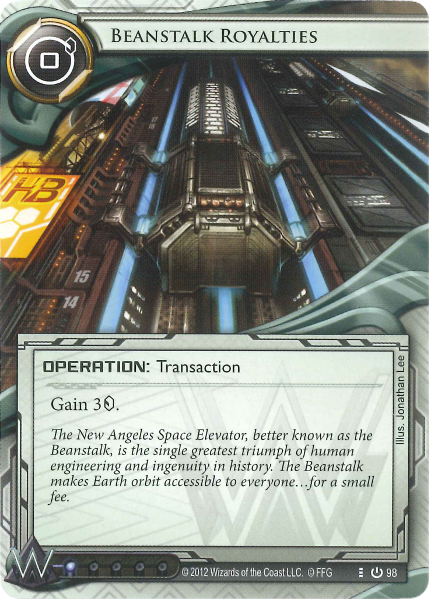 BEANSTALK ROYALTIES
HB
15
14
OPERATION: Transaction
Gain 3.
The New Angeles Space Elevator, better known as the
Beanstalk, is the single greatest triumph of human
engineering and ingenuity in history. The Beanstalk
makes Earth orbit accessible to everyone…for a small
fee.
Illus. Jonathan Lee
© 2012 Wizards of the Coast LLC. © FFG
98